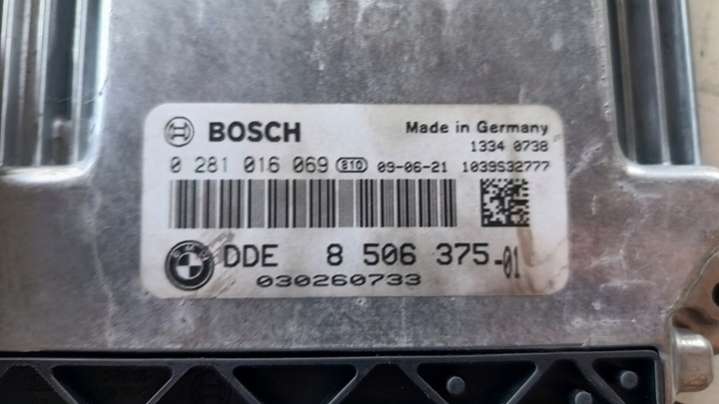 BOSCH Made in Germany
1334 0738
0 281 016 069 810 09-06-21 1039S32777
BMW DDE 8 506 375-01
030260733